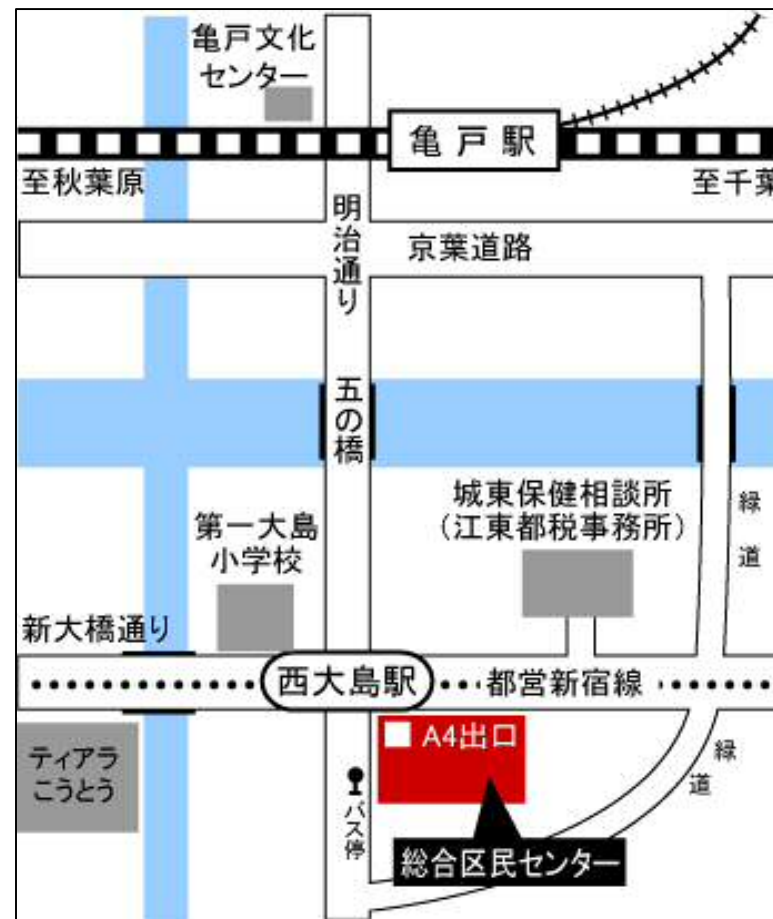 亀戸文化
センター
亀戸駅
至秋葉原
至千葉
明治通り
京葉道路
五の橋
城東保健相談所
（江東都税事務所）
緑道
第一大島
小学校
新大橋通り
西大島駅
都営新宿線
A4出口
ティアラ
こうとう
バス停
緑道
総合区民センター